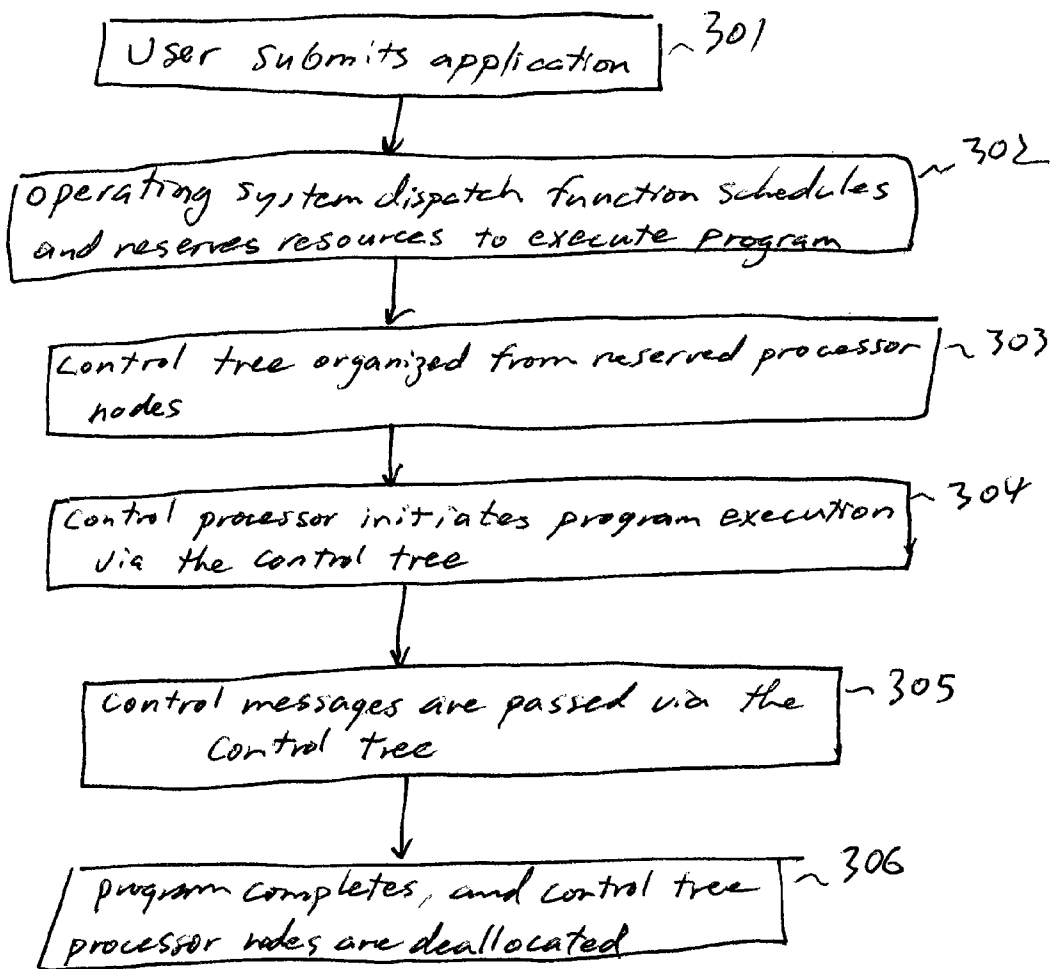 User submits application
~301
operating system dispatch function schedules
and reserves resources to execute program
~302
Control tree organized from reserved processor
nodes
~303
Control processor initiates program execution
via the control tree
~304
Control messages are passed via the
Control tree
~305
program completes, and control tree
processor nodes are deallocated
~306